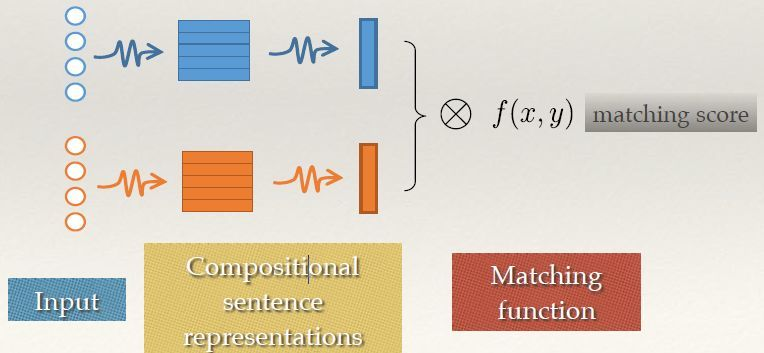 f(x, y) matching score
Input
Compositional
sentence
representations
Matching
function